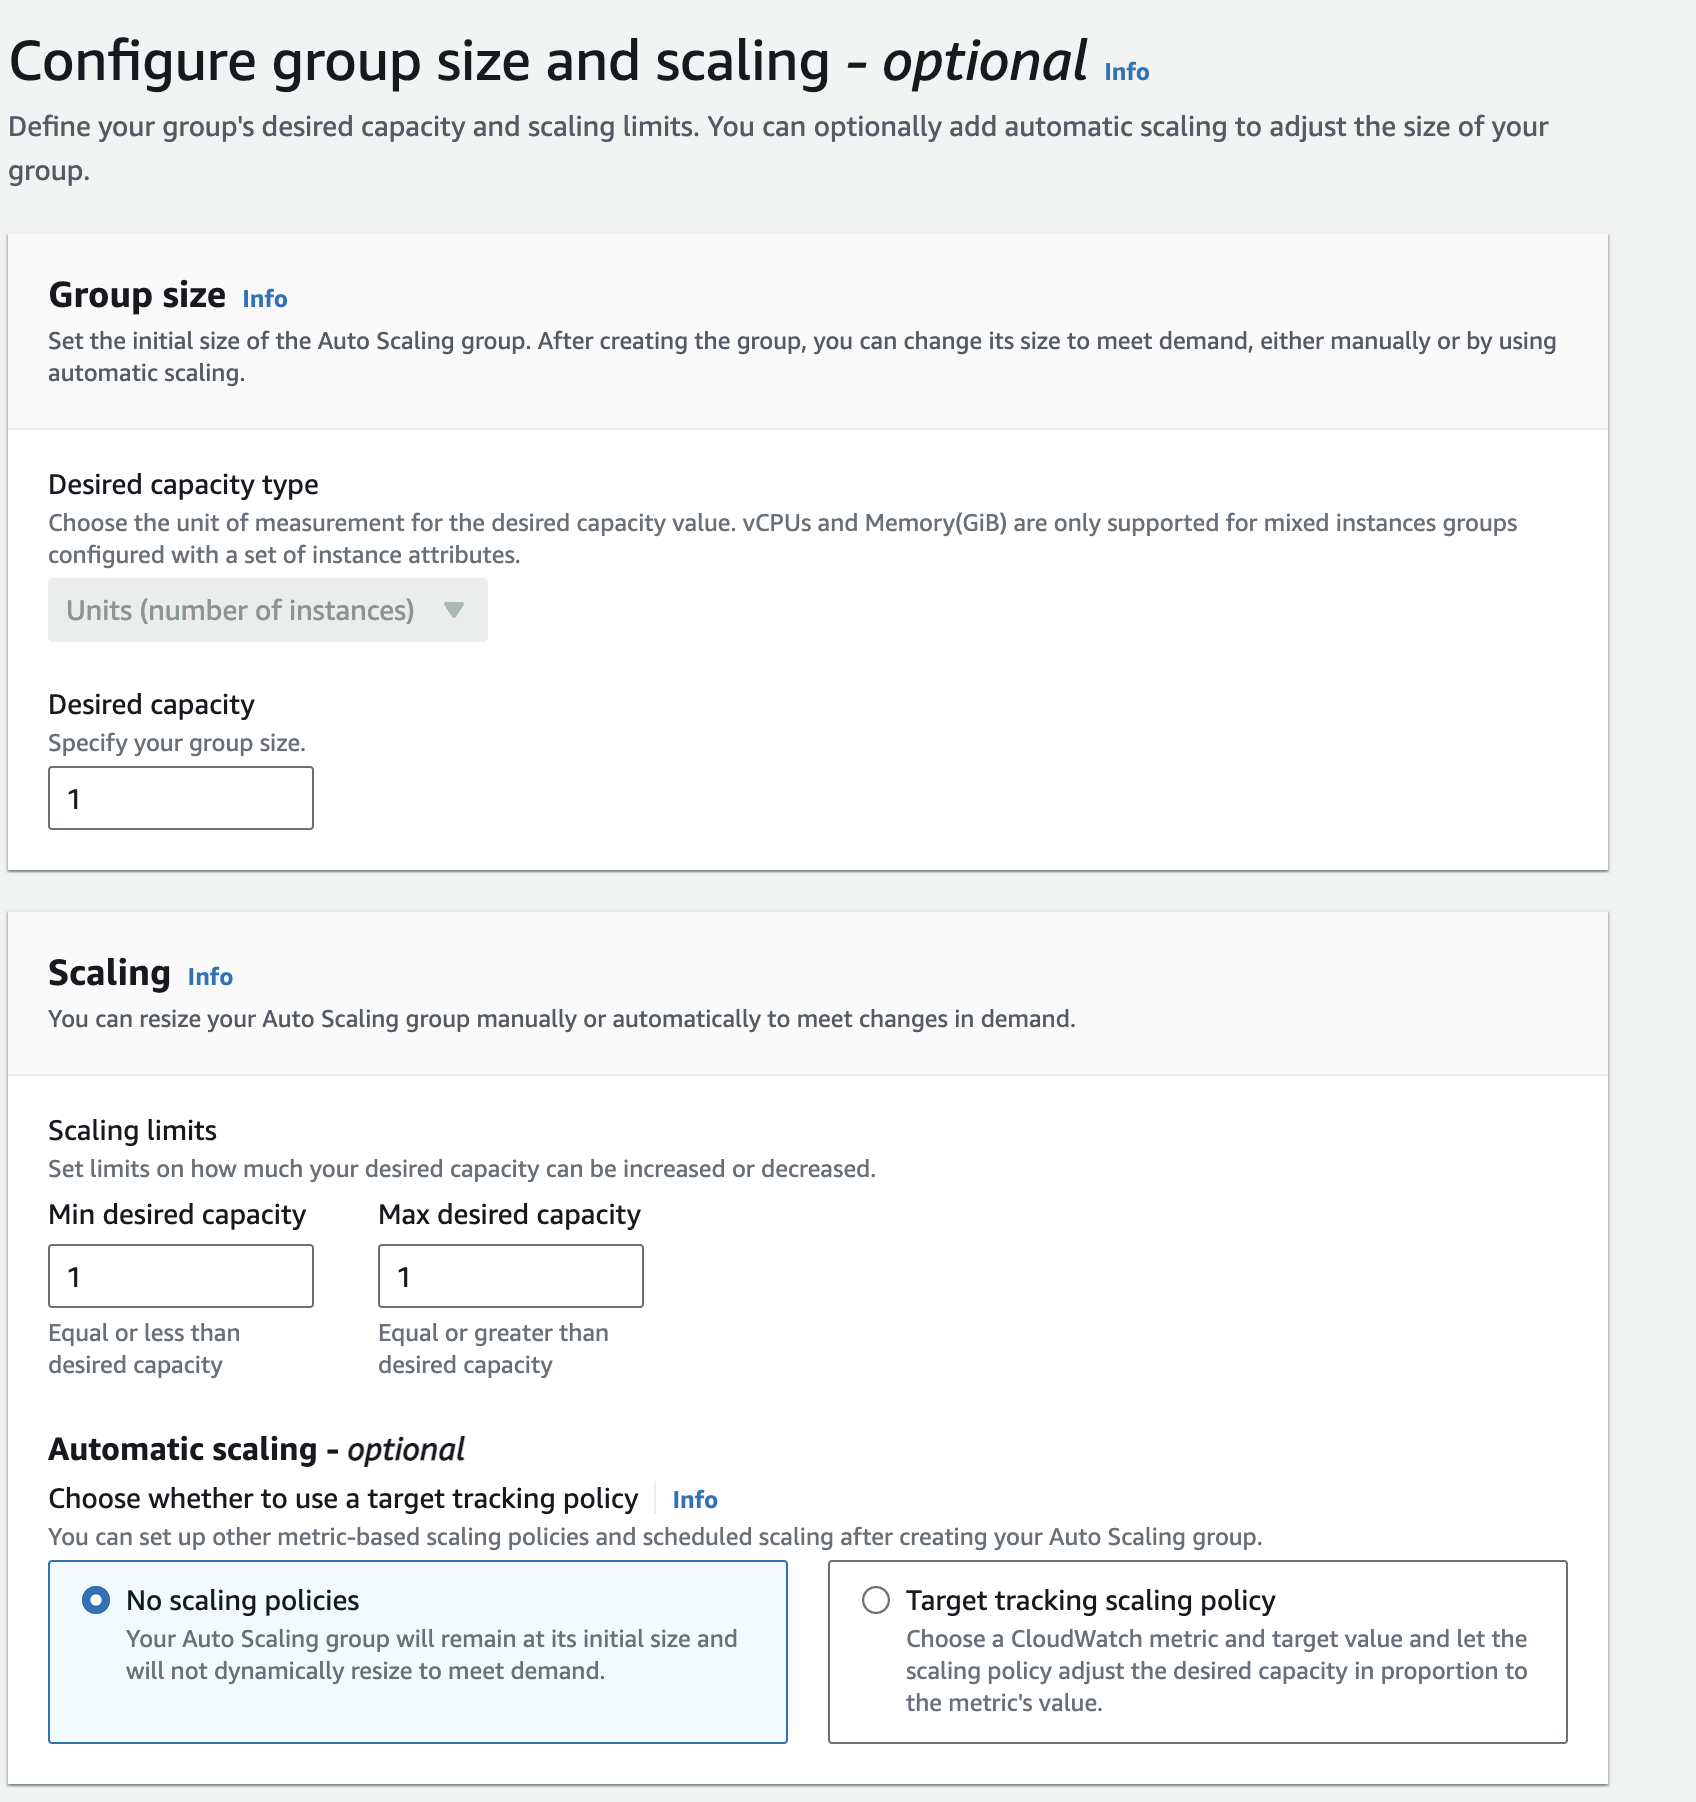 Configure group size and scaling - optional Info
Define your group's desired capacity and scaling limits. You can optionally add automatic scaling to adjust the size of your
group.
Group size Info
Set the initial size of the Auto Scaling group. After creating the group, you can change its size to meet demand, either manually or by using
automatic scaling.
Desired capacity type
Choose the unit of measurement for the desired capacity value. vCPUs and Memory(GiB) are only supported for mixed instances groups
configured with a set of instance attributes.
Units (number of instances)
Desired capacity
Specify your group size.
1
Scaling Info
You can resize your Auto Scaling group manually or automatically to meet changes in demand.
Scaling limits
Set limits on how much your desired capacity can be increased or decreased.
Min desired capacity Max desired capacity
1 1
Equal or less than Equal or greater than
desired capacity desired capacity
Automatic scaling - optional
Choose whether to use a target tracking policy Info
You can set up other metric-based scaling policies and scheduled scaling after creating your Auto Scaling group.
No scaling policies
Your Auto Scaling group will remain at its initial size and
will not dynamically resize to meet demand.
Target tracking scaling policy
Choose a CloudWatch metric and target value and let the
scaling policy adjust the desired capacity in proportion to
the metric's value.